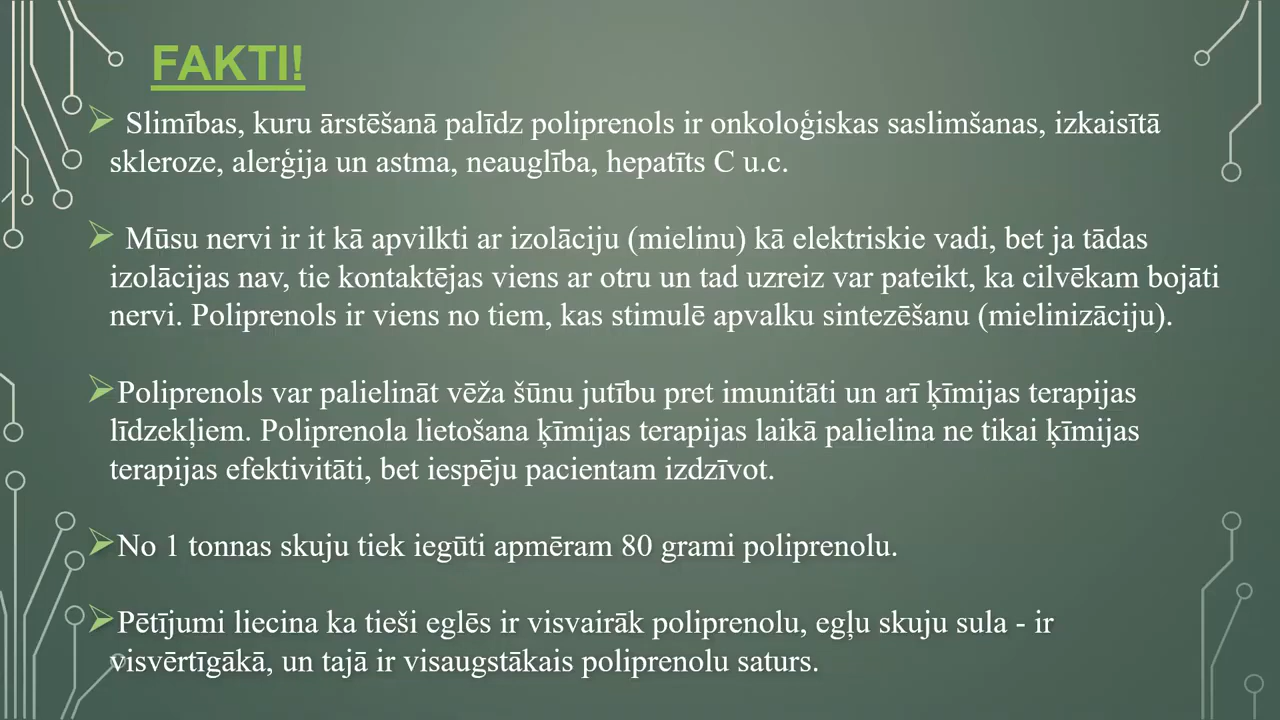 FAKTI!
Slimības, kuru ārstēšanā palīdz poliprenols ir onkoloģiskas saslimšanas, izkaisītā
skleroze, alerģija un astma, neauglība, hepatīts C u.c.
Mūsu nervi ir it kā apvilkti ar izolāciju (mielinu) kā elektriskie vadi, bet ja tādas
izolācijas nav, tie kontaktējas viens ar otru un tad uzreiz var pateikt, ka cilvēkam bojāti
nervi. Poliprenols ir viens no tiem, kas stimulē apvalku sintezēšanu (mielinizāciju).
Poliprenols var palielināt vēža šūnu jutību pret imunitāti un arī ķīmijas terapijas
līdzekļiem. Poliprenola lietošana ķīmijas terapijas laikā palielina ne tikai ķīmijas
terapijas efektivitāti, bet iespēju pacientam izdzīvot.
No 1 tonnas skuju tiek iegūti apmēram 80 grami poliprenolu.
Pētījumi liecina ka tieši eglēs ir visvairāk poliprenolu, egļu skuju sula - ir
visvērtīgākā, un tajā ir visaugstākais poliprenolu saturs.